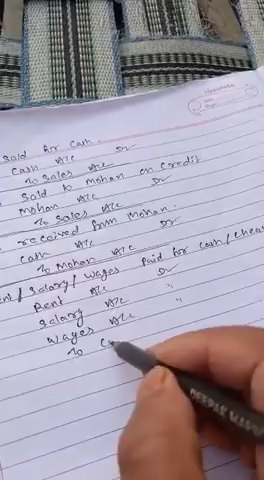 sold for cash.
Cash A/c Dr
To Sales A/c
Sold to Mohan on Credit
Mohan A/c Dr
To Sales A/c
received from Mohan.
Cash A/c Dr
To Mohan A/c
Rent/Salary/Wages Paid for Cash/Cheque
Rent A/c Dr
Salary A/c "
Wages A/c "
To C
DEEPAK